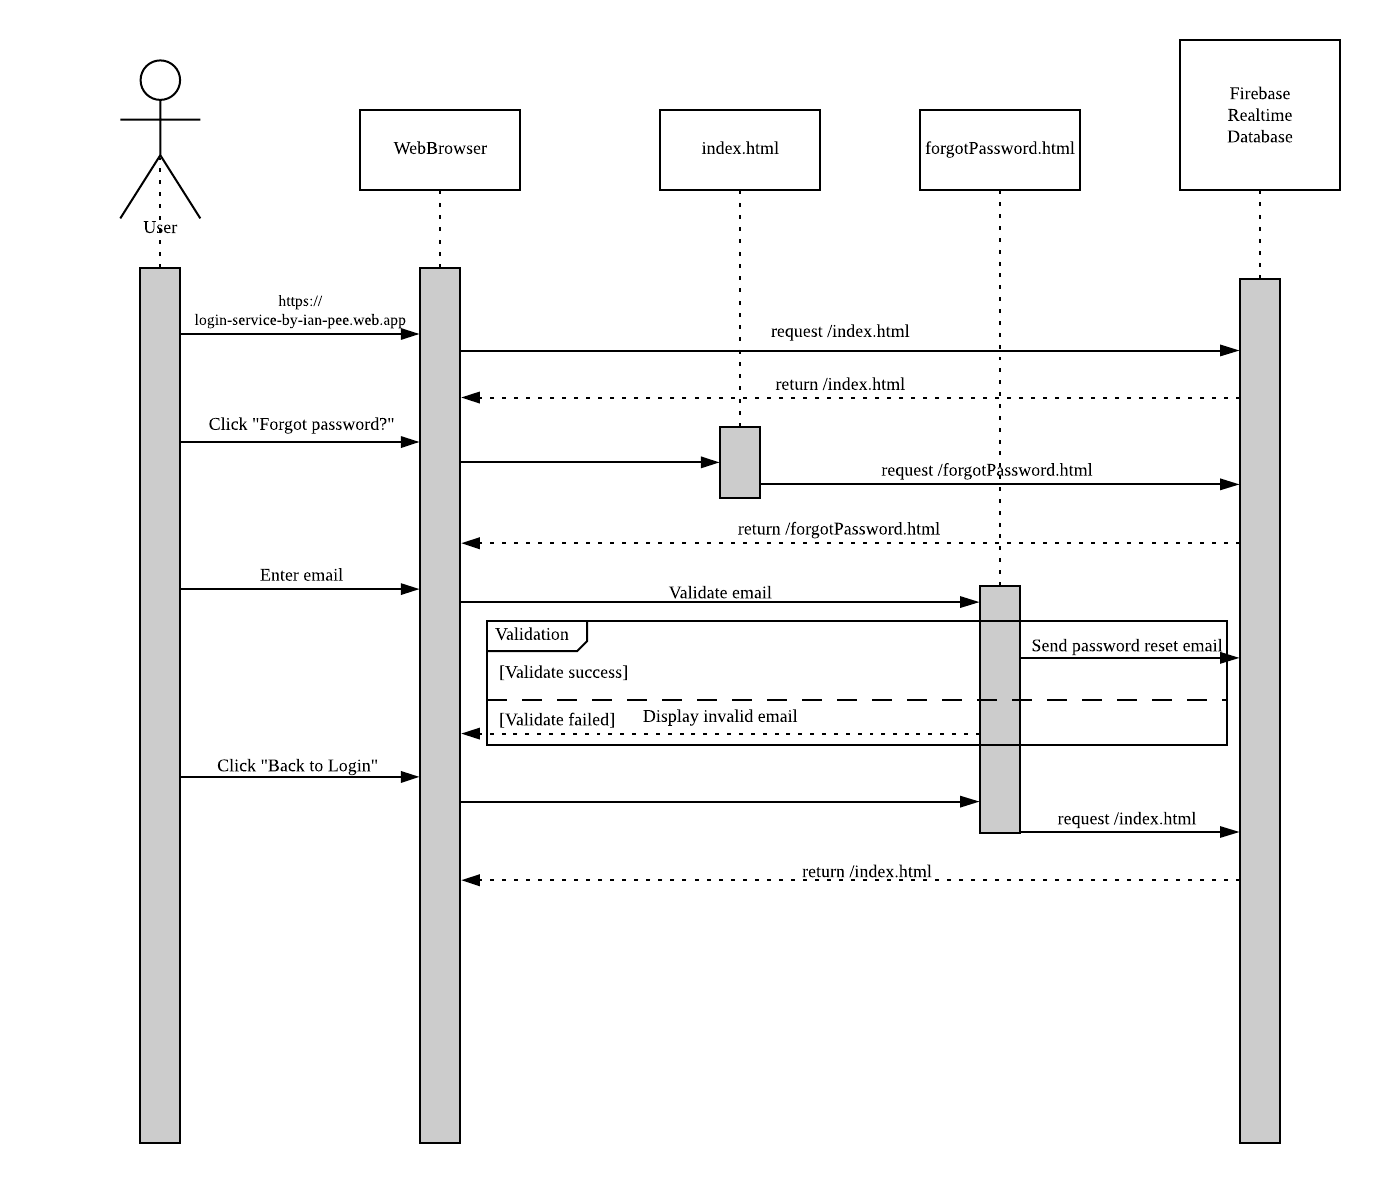 Firebase
Realtime
Database
WebBrowser
index.html
forgotPassword.html
User
https://
login-service-by-ian-pee.web.app
request /index.html
return /index.html
Click "Forgot password?"
request /forgotPassword.html
return /forgotPassword.html
Enter email
Validate email
Validation
Send password reset email
[Validate success]
[Validate failed]
Display invalid email
Click "Back to Login"
request /index.html
return /index.html